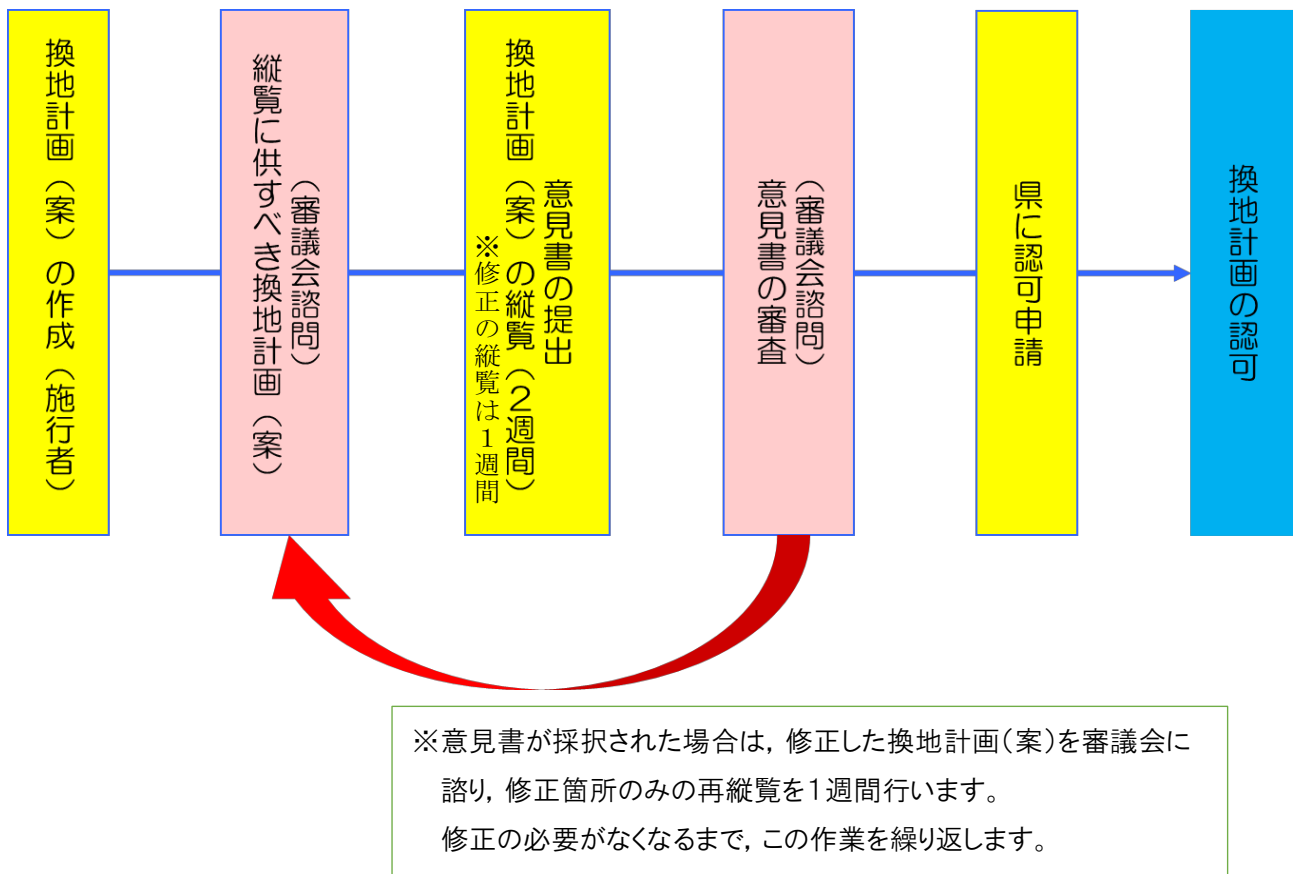 換地計画（案）の作成（施行者）
（審議会諮問）
縦覧に供すべき換地計画（案）
意見書の提出
換地計画（案）の縦覧（２週間）
※修正の縦覧は１週間
（審議会諮問）
意見書の審査
県に認可申請
換地計画の認可
※意見書が採択された場合は，修正した換地計画（案）を審議会に
諮り，修正箇所のみの再縦覧を１週間行います。
修正の必要がなくなるまで，この作業を繰り返します。